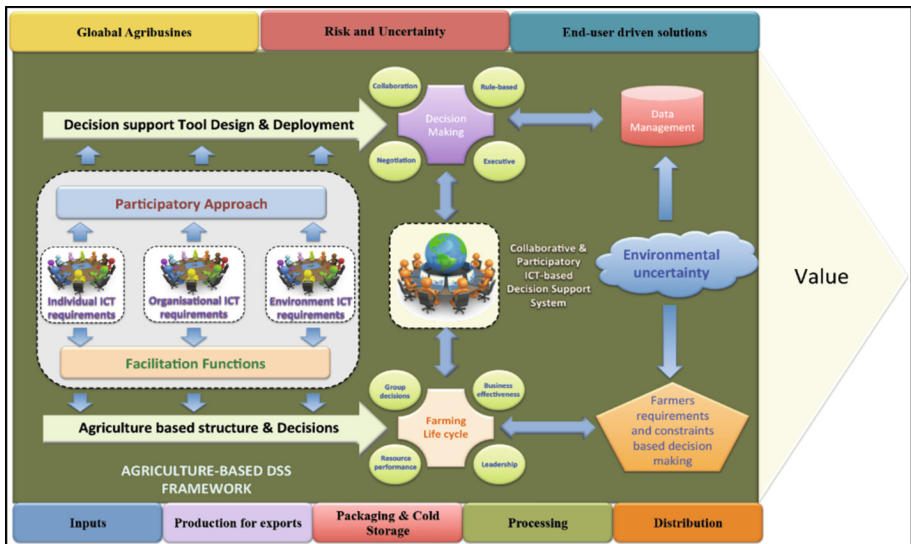 Gloabal Agribusines
Risk and Uncertainty
End-user driven solutions
Decision support Tool Design & Deployment
Collaboration
Rule-based
Decision
Making
Negotiation
Executive
Data
Management
Participatory Approach
Individual ICT
requirements
Organisational ICT
requirements
Environment ICT
requirements
Facilitation Functions
Collaborative &
Participatory
ICT-based
Decision Support
System
Environmental
uncertainty
Value
Agriculture based structure & Decisions
Group
decisions
Business
effectiveness
Farming
Life cycle
Resource
performance
Leadership
Farmers
requirements
and constraints
based decision
making
AGRICULTURE-BASED DSS
FRAMEWORK
Inputs
Production for exports
Packaging & Cold
Storage
Processing
Distribution